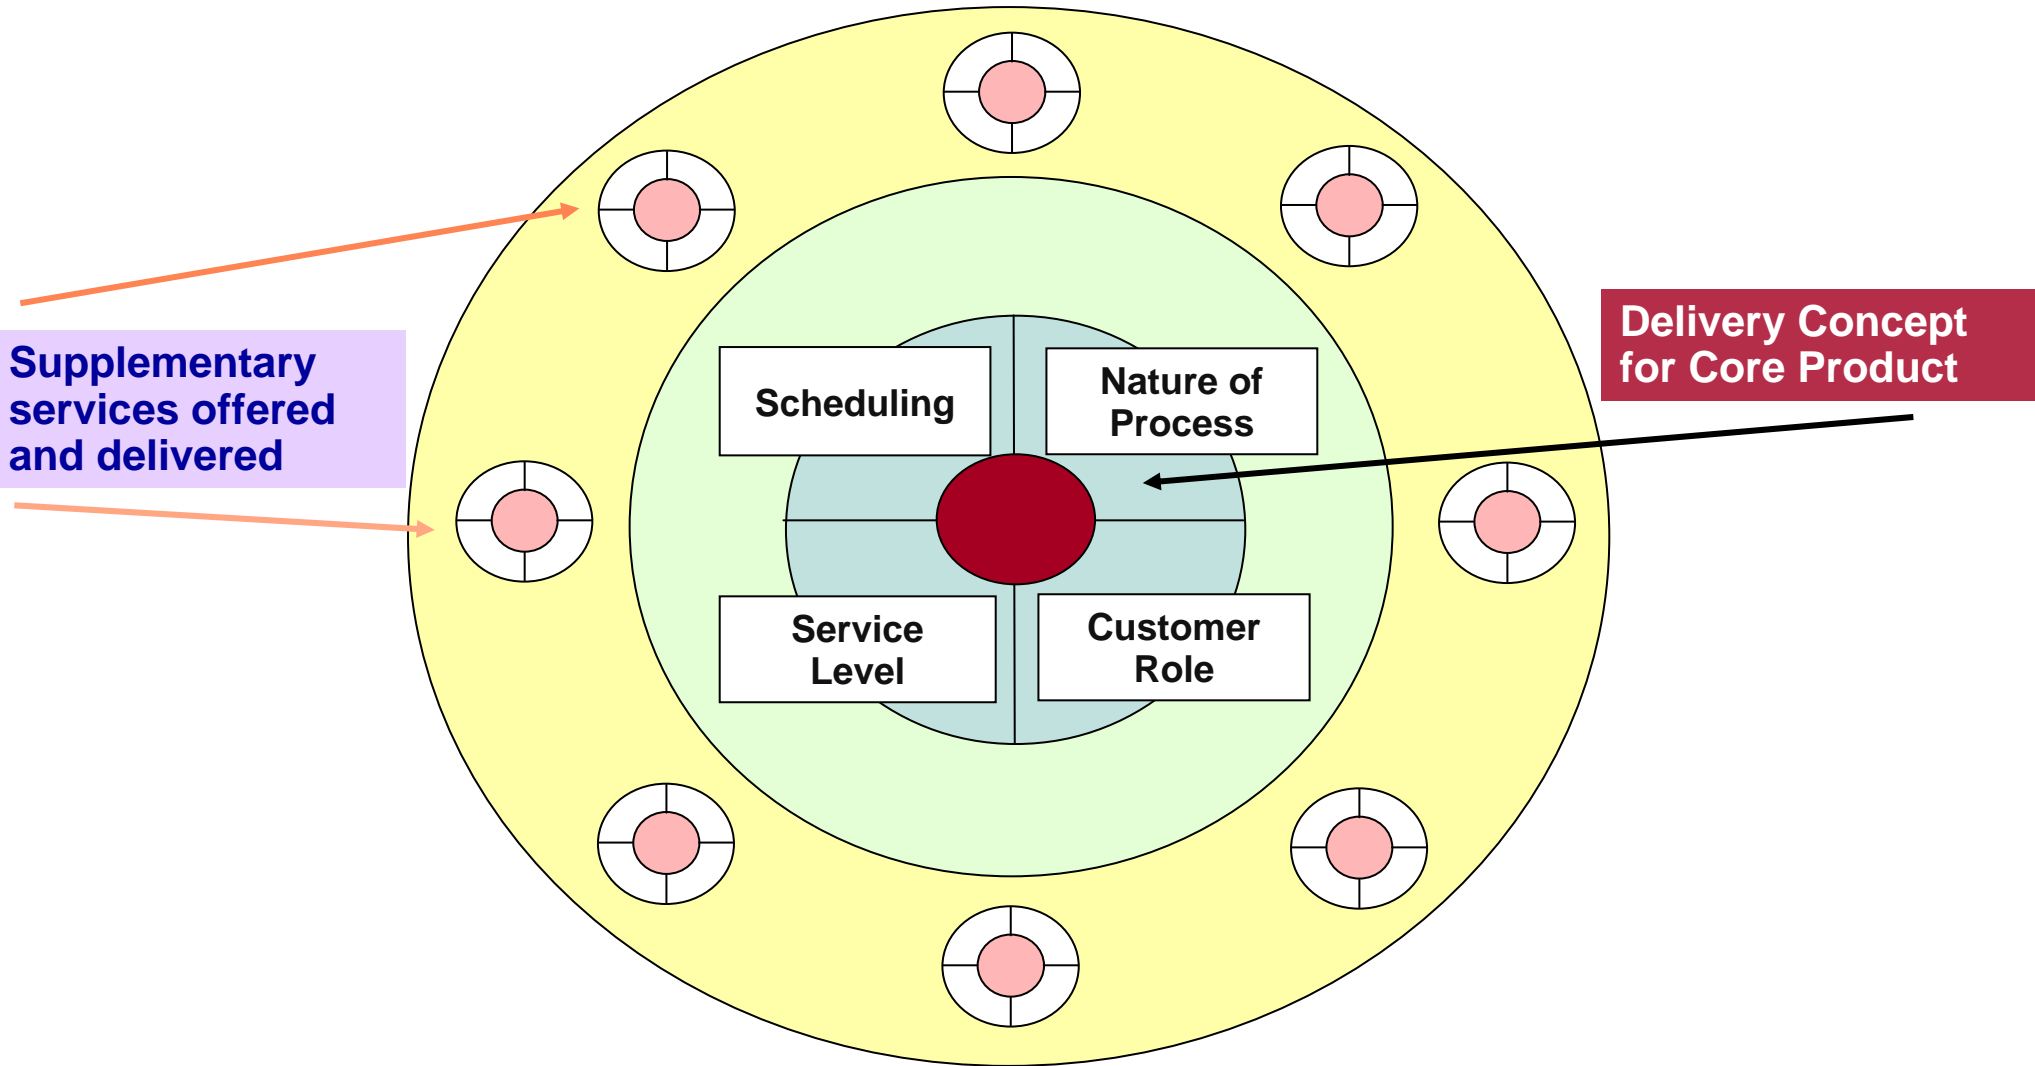 Supplementary
services offered
and delivered
Scheduling
Nature of
Process
Service
Level
Customer
Role
Delivery Concept
for Core Product